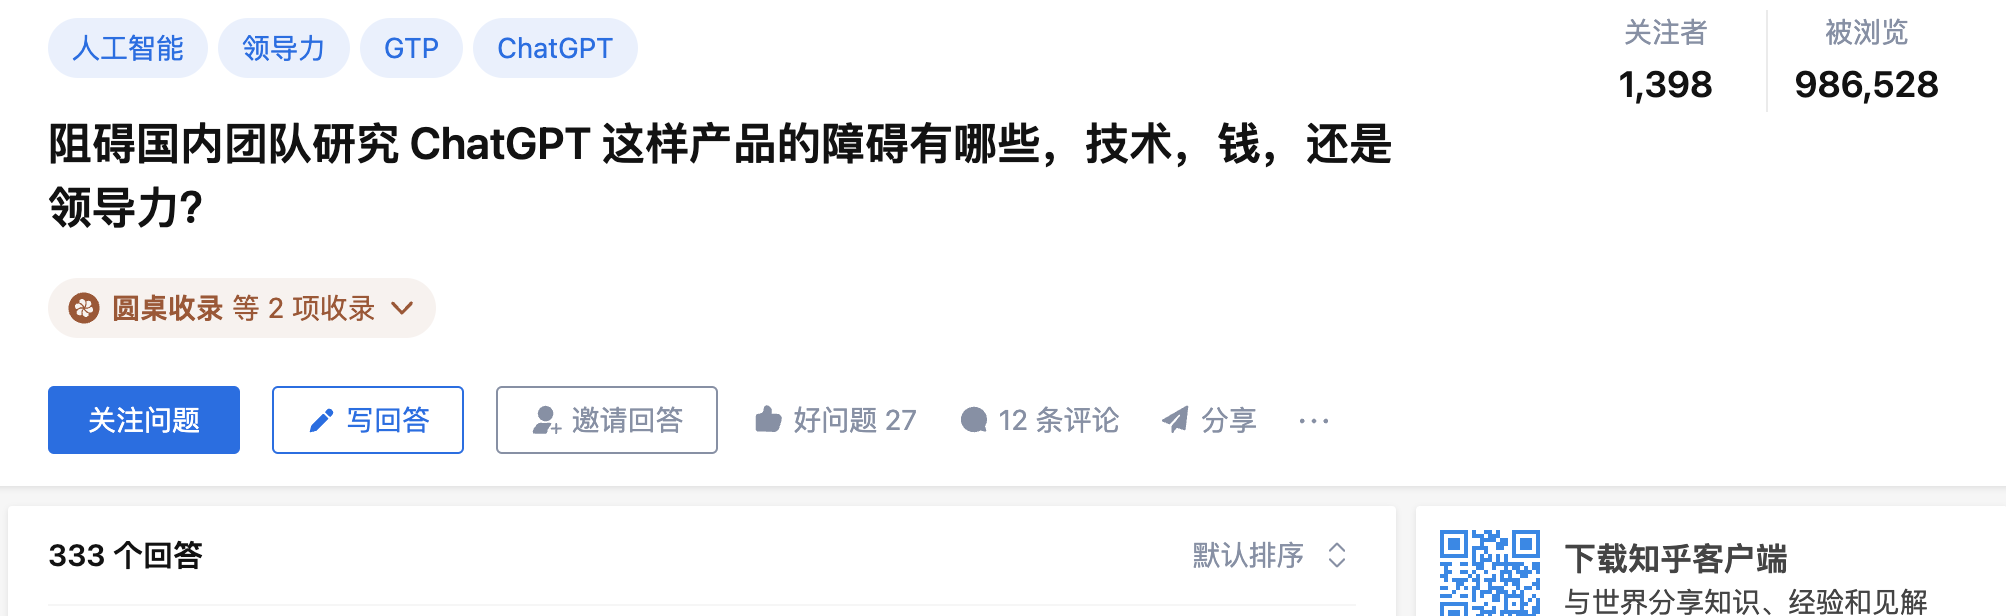 人工智能 领导力 GTP ChatGPT
关注者 被浏览
1,398 986,528
阻碍国内团队研究 ChatGPT 这样产品的障碍有哪些，技术，钱，还是
领导力？
圆桌收录 等 2 项收录
关注问题 写回答 邀请回答 好问题 27 12 条评论 分享 ···
333 个回答 默认排序
下载知乎客户端
与世界分享知识、经验和见解